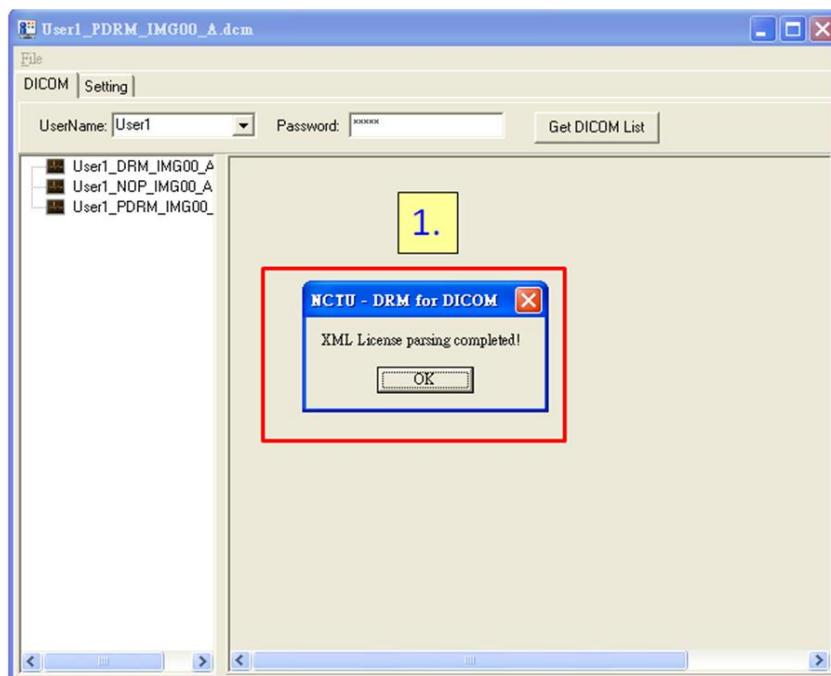 User1_PDRM_IMG00_A.dcm
File
DICOM Setting
UserName: User1 Password: ***** Get DICOM List
User1_DRM_IMG00_A
User1_NOP_IMG00_A
User1_PDRM_IMG00_
1.
NCTU - DRM for DICOM
XML License parsing completed!
OK